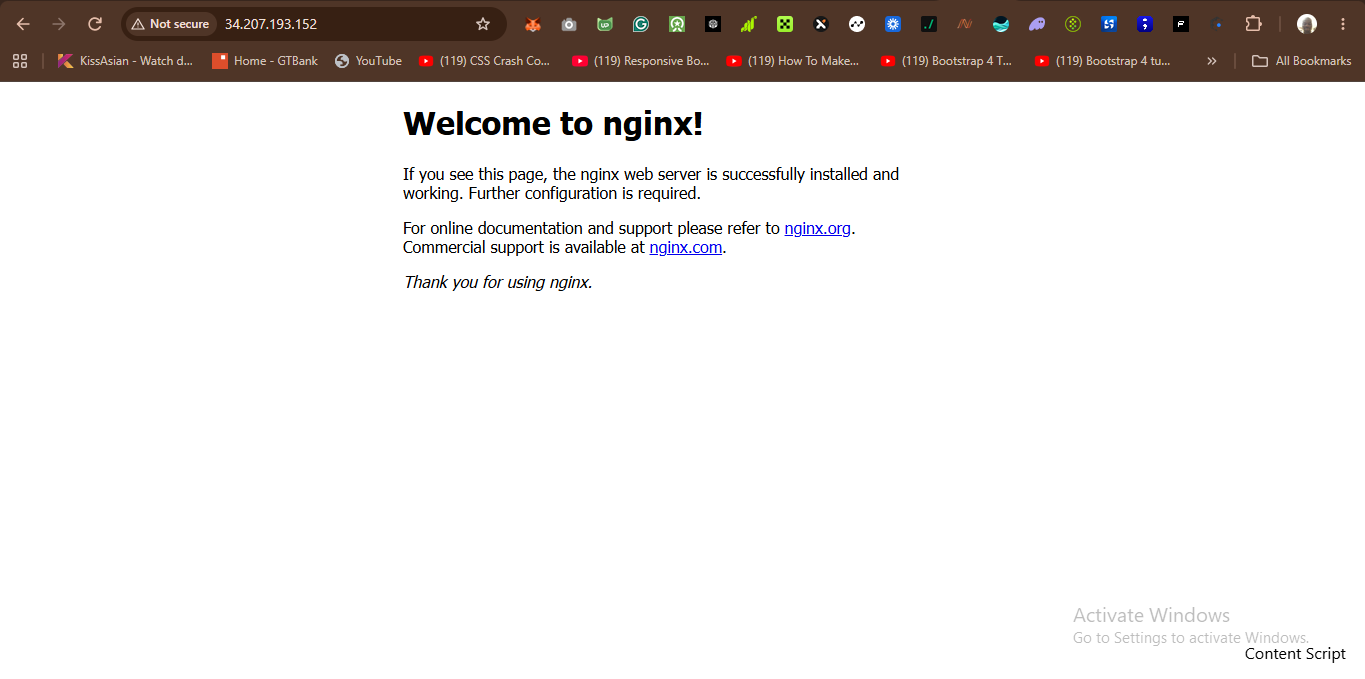 Not secure
34.207.193.152
KissAsian - Watch d...
Home - GTBank
YouTube
(119) CSS Crash Co...
(119) Responsive Bo...
(119) How To Make...
(119) Bootstrap 4 T...
(119) Bootstrap 4 tu...
»
All Bookmarks
Welcome to nginx!
If you see this page, the nginx web server is successfully installed and
working. Further configuration is required.
For online documentation and support please refer to nginx.org.
Commercial support is available at nginx.com.
Thank you for using nginx.
Activate Windows
Go to Settings to activate Windows.
Content Script